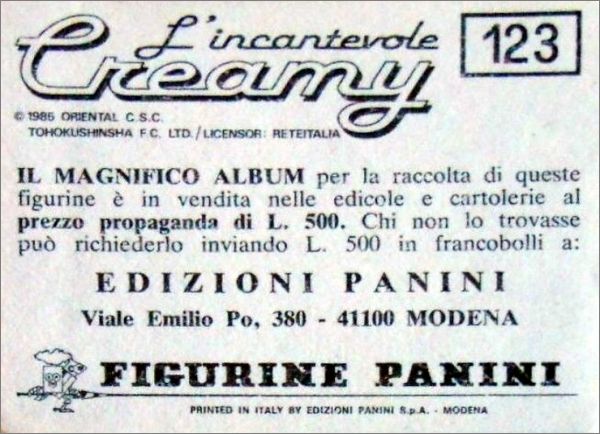 L'incantevole
Creamy
123
© 1985 ORIENTAL C.S.C.
TOHOKUSHINSHA F.C. LTD./LICENSOR: RETEITALIA
IL MAGNIFICO ALBUM per la raccolta di queste
figurine è in vendita nelle edicole e cartolerie al
prezzo propaganda di L. 500. Chi non lo trovasse
può richiederlo inviando L. 500 in francobolli a:
EDIZIONI PANINI
Viale Emilio Po, 380 - 41100 MODENA
FIGURINE PANINI
PRINTED IN ITALY BY EDIZIONI PANINI S.p.A. - MODENA